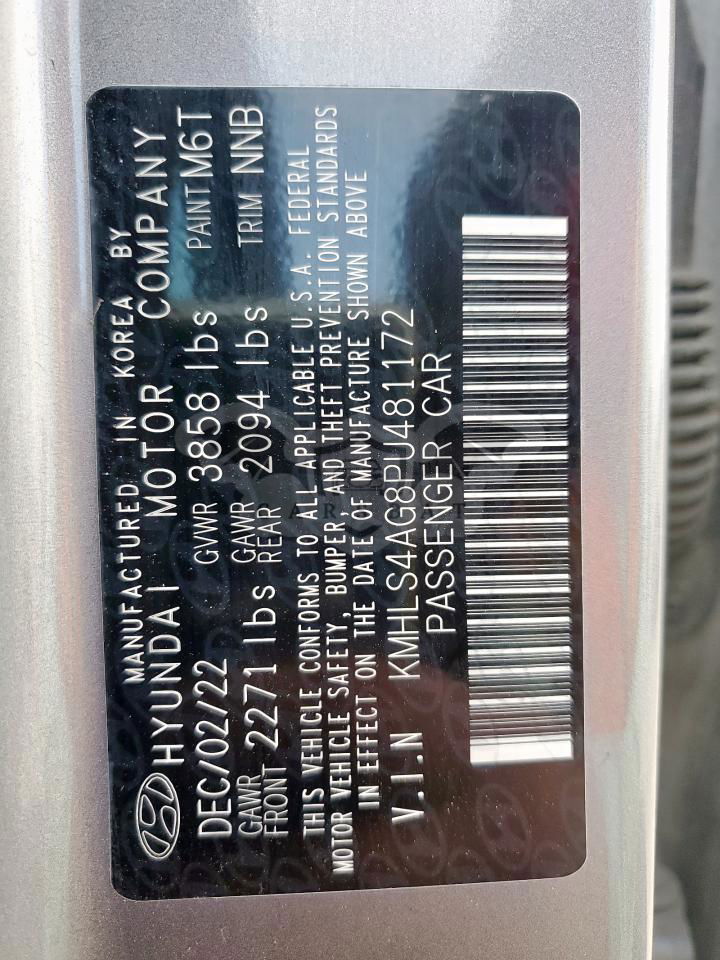 MANUFACTURED IN KOREA BY
HYUNDAI MOTOR COMPANY
DEC/02/22 GVWR 3858 lbs PAINT M6T
GAWR FRONT 2271 lbs GAWR REAR 2094 lbs TRIM NNB
THIS VEHICLE CONFORMS TO ALL APPLICABLE U.S.A. FEDERAL
MOTOR VEHICLE SAFETY, BUMPER, AND THEFT PREVENTION STANDARDS
IN EFFECT ON THE DATE OF MANUFACTURE SHOWN ABOVE
V.I.N KMHLS4AG8PU481172
PASSENGER CAR